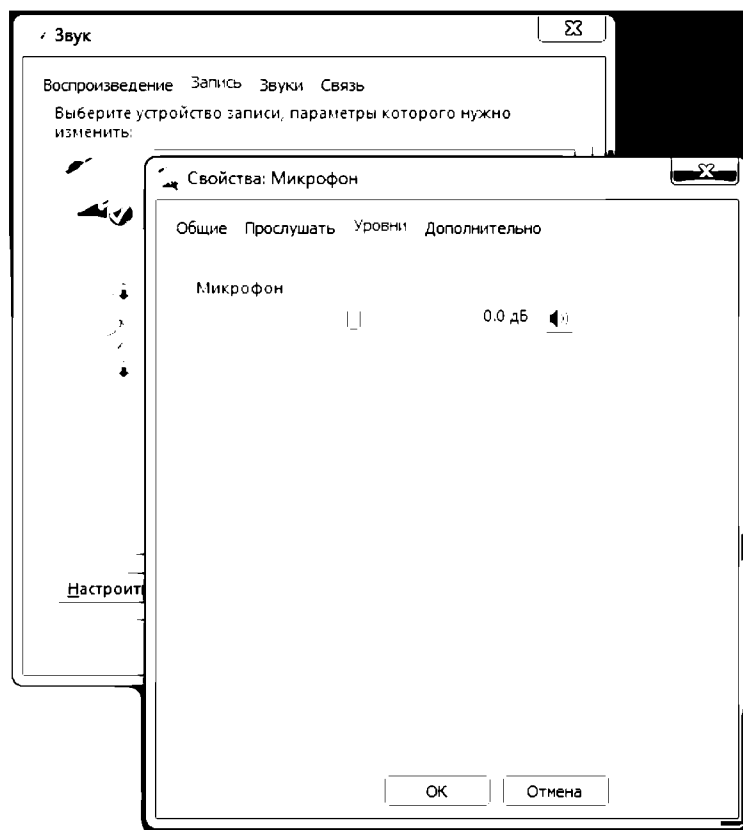 Звук
Воспроизведение Запись Звуки Связь
Выберите устройство записи, параметры которого нужно
изменить:
Свойства: Микрофон
Общие Прослушать Уровни Дополнительно
Микрофон
0.0 дБ
Настроить
ОК Отмена